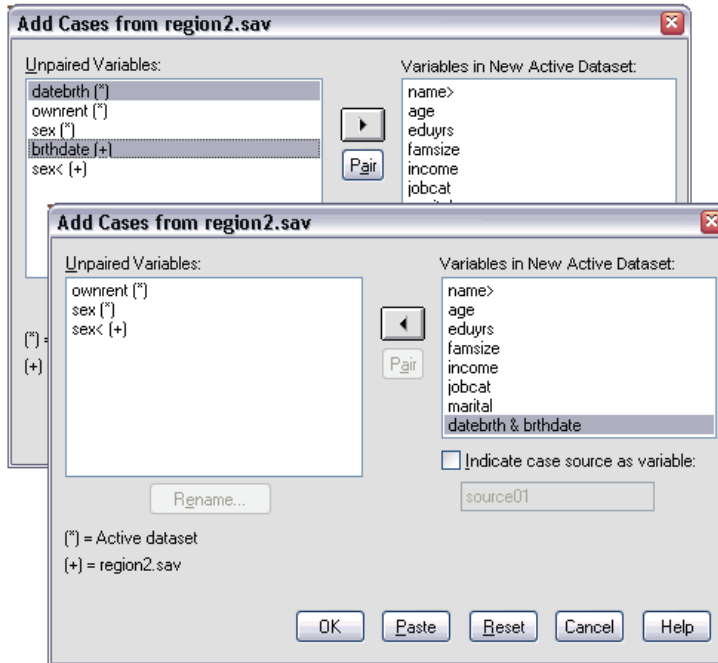 Add Cases from region2.sav
Unpaired Variables:
datebrth (*)
ownrent (*)
sex (*)
brthdate (+)
sex< (+)
Pair
Variables in New Active Dataset:
name>
age
eduyrs
famsize
income
jobcat
(*) =
(+)
Add Cases from region2.sav
Unpaired Variables:
ownrent (*)
sex (*)
sex< (+)
Pair
Variables in New Active Dataset:
name>
age
eduyrs
famsize
income
jobcat
marital
datebrth & brthdate
Indicate case source as variable:
source01
Rename...
(*) = Active dataset
(+) = region2.sav
OK
Paste
Reset
Cancel
Help